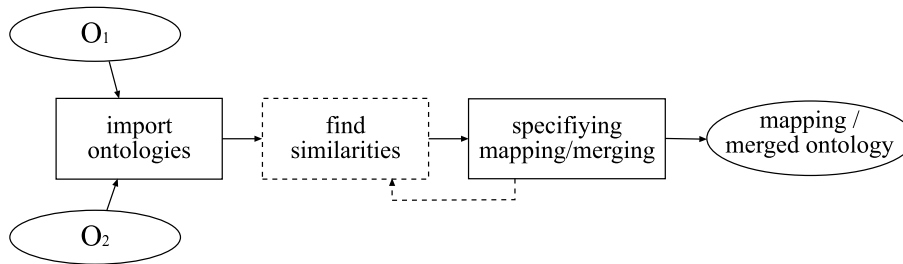 O1
import
ontologies
find
similarities
specifiying
mapping/merging
mapping /
merged ontology
O2